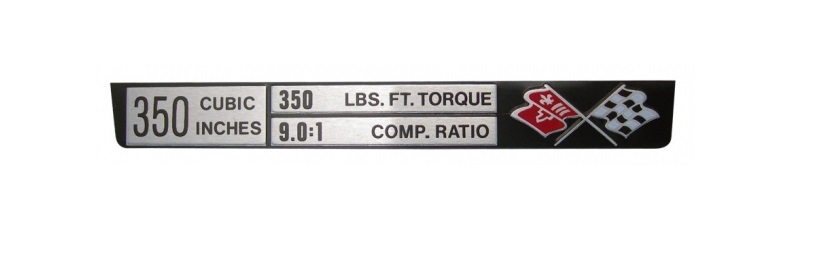 350 CUBIC INCHES
350 LBS. FT. TORQUE
9.0:1 COMP. RATIO